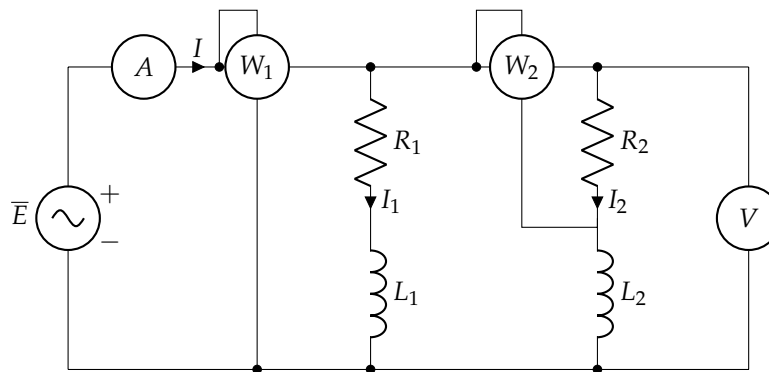 I
A
W₁
W₂
R₁
R₂
I₁
I₂
E̅
+
−
V
L₁
L₂